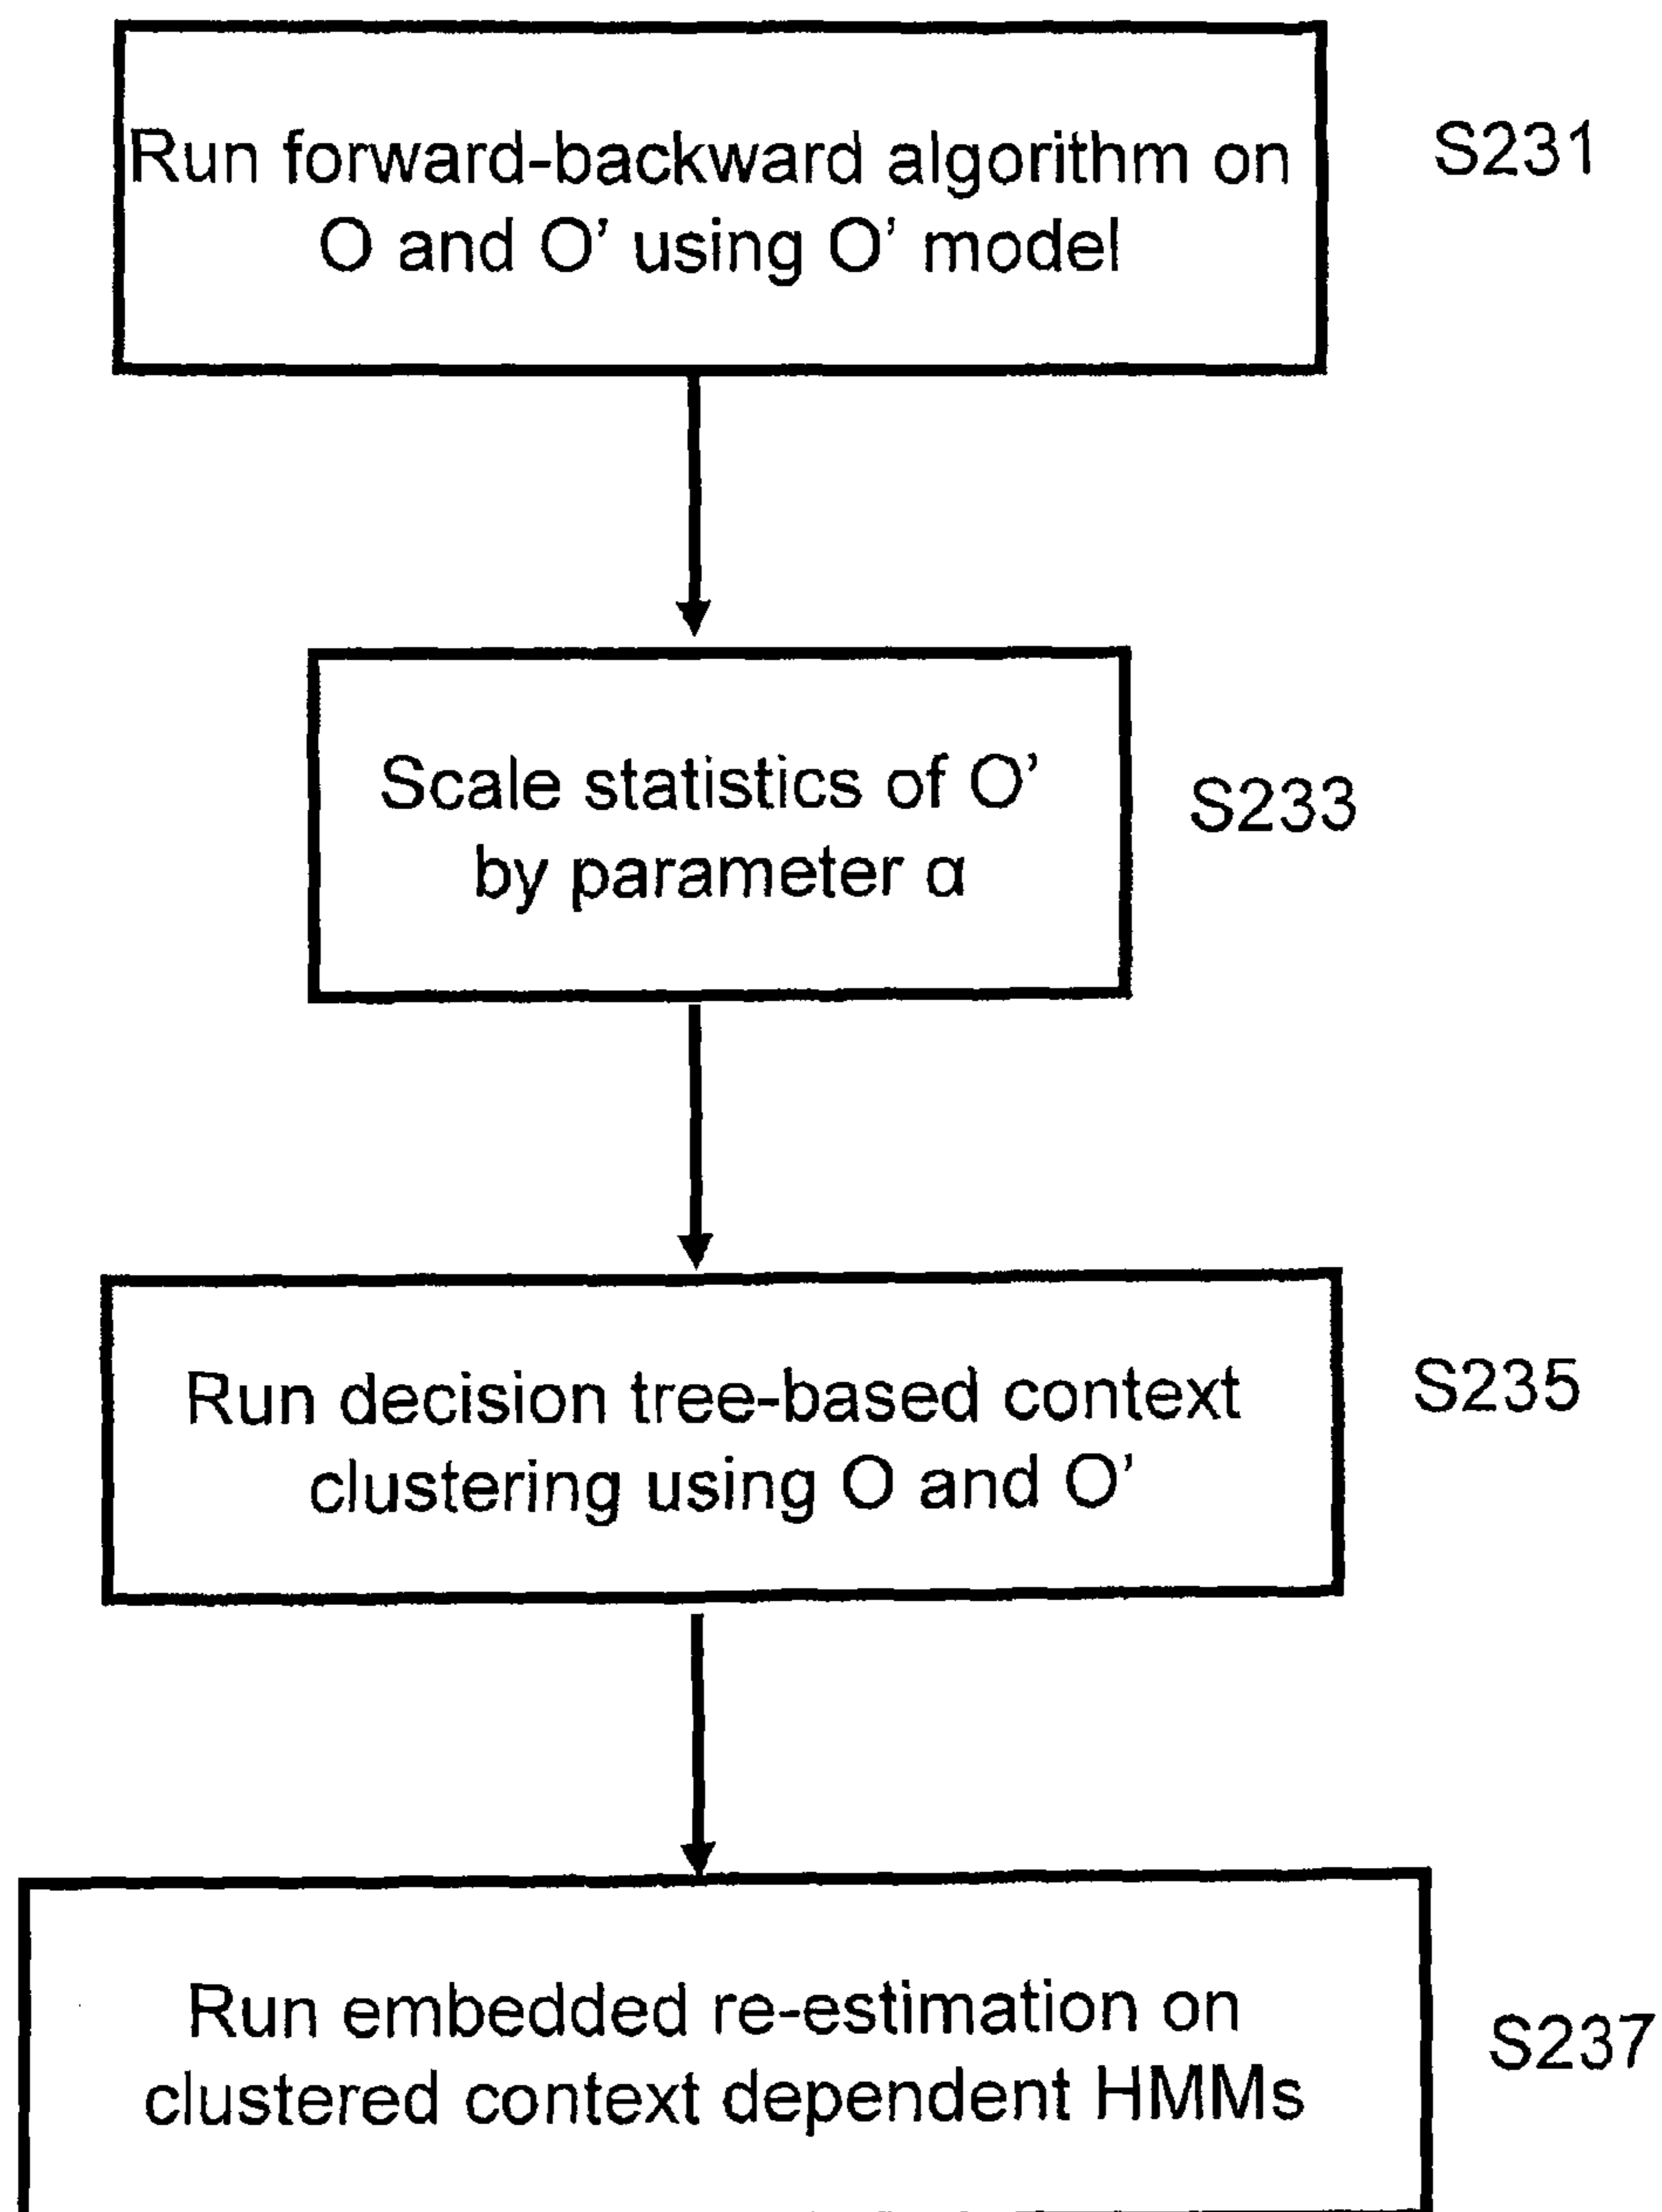 Run forward-backward algorithm on
O and O' using O' model
S231
Scale statistics of O'
by parameter α
S233
Run decision tree-based context
clustering using O and O'
S235
Run embedded re-estimation on
clustered context dependent HMMs
S237